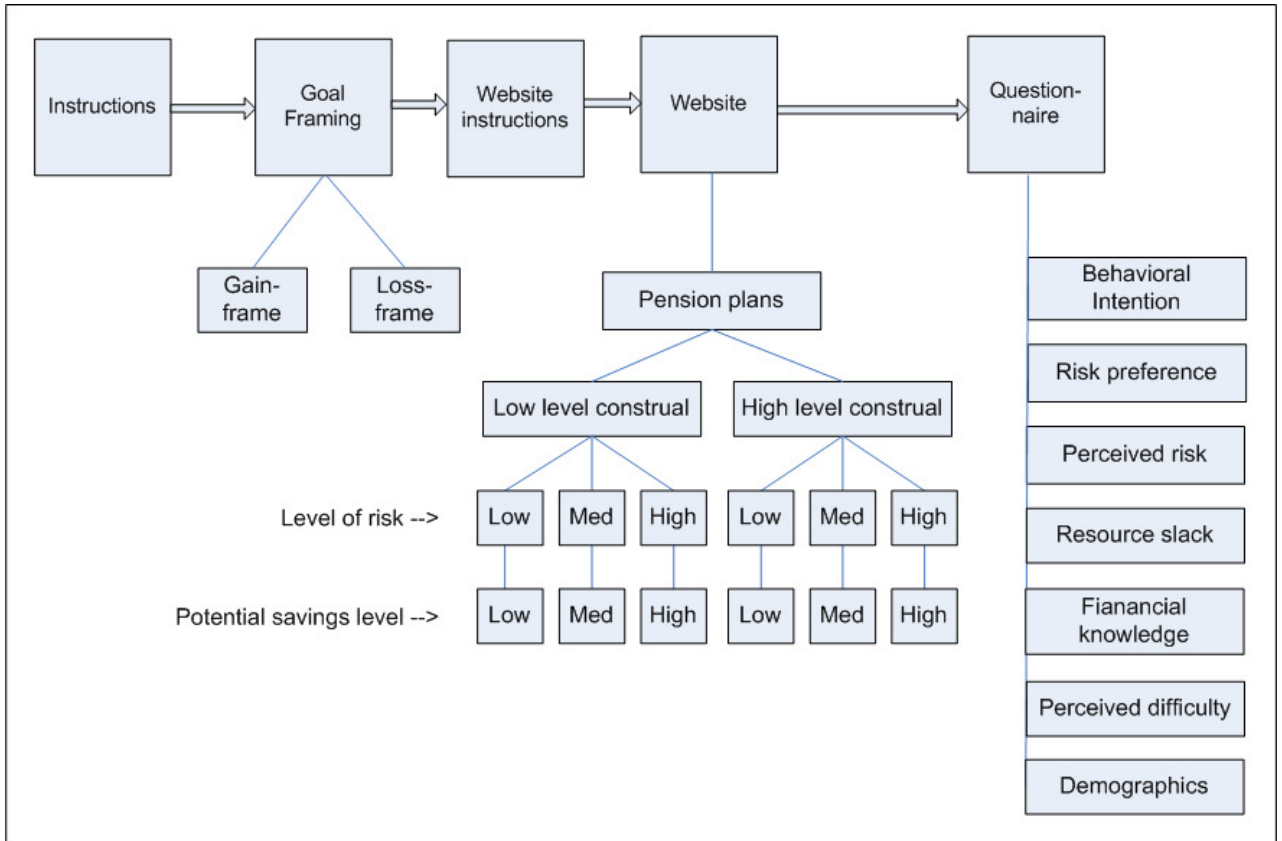 Instructions
Goal
Framing
Website
instructions
Website
Question-
naire
Gain-
frame
Loss-
frame
Pension plans
Low level construal
High level construal
Level of risk -->
Low
Med
High
Low
Med
High
Potential savings level -->
Low
Med
High
Low
Med
High
Behavioral
Intention
Risk preference
Perceived risk
Resource slack
Fianancial
knowledge
Perceived difficulty
Demographics